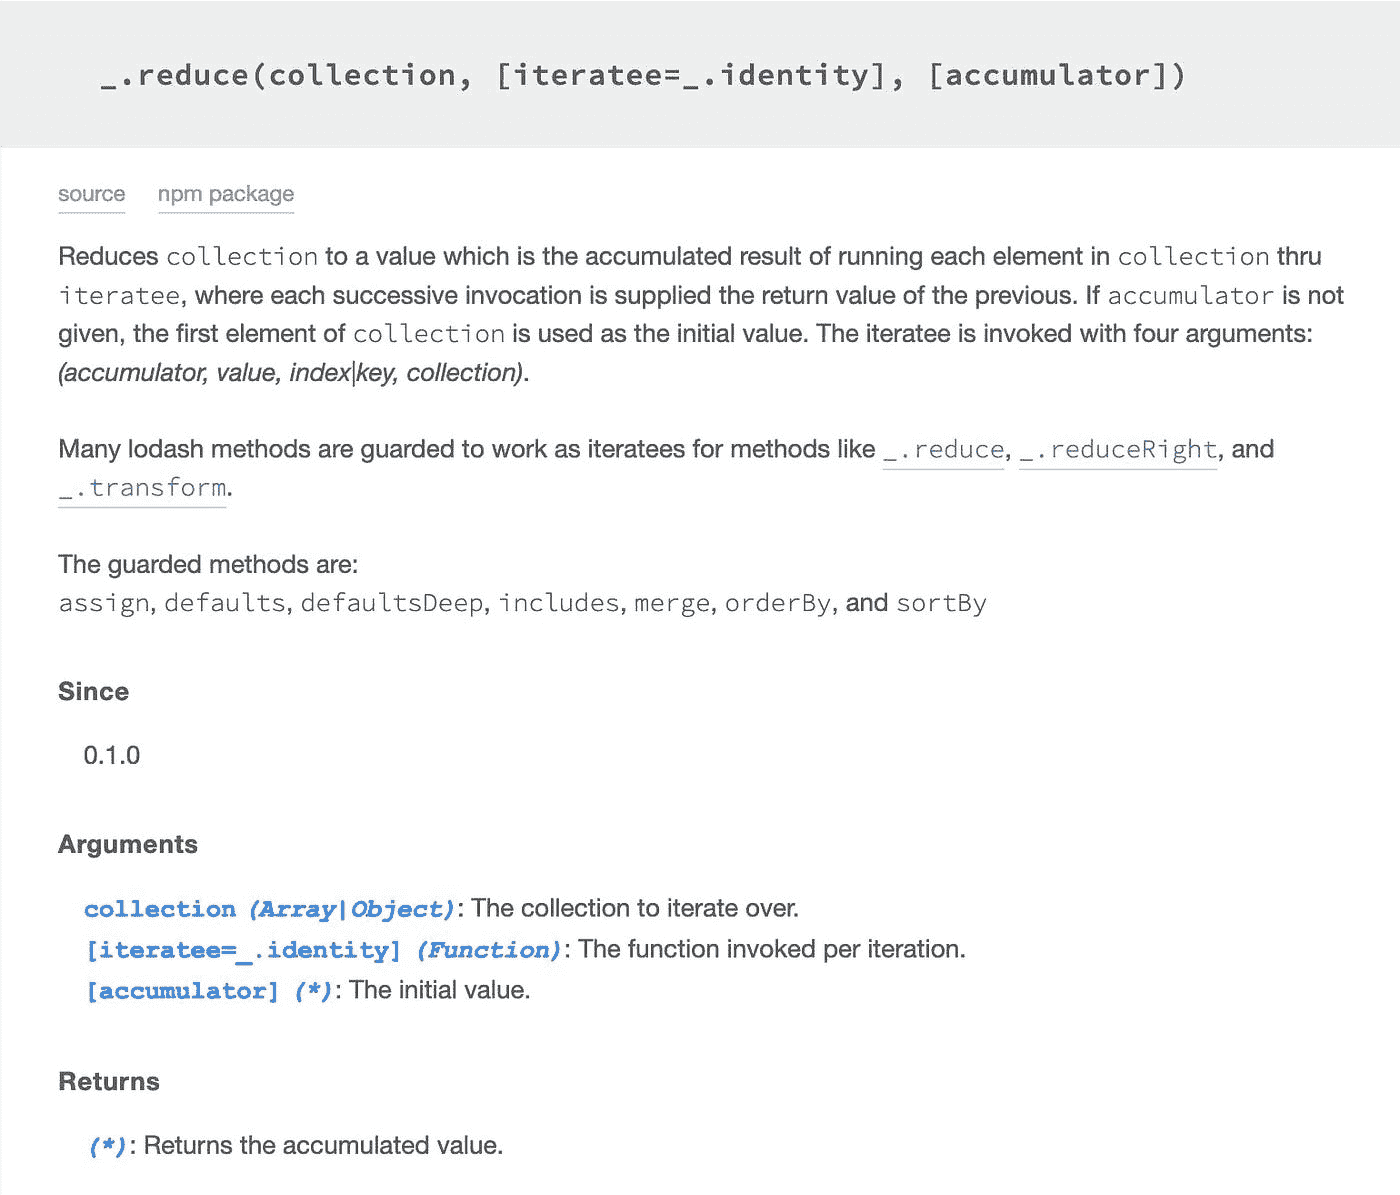 _.reduce(collection, [iteratee=_.identity], [accumulator])
source npm package
Reduces collection to a value which is the accumulated result of running each element in collection thru
iteratee, where each successive invocation is supplied the return value of the previous. If accumulator is not
given, the first element of collection is used as the initial value. The iteratee is invoked with four arguments:
(accumulator, value, index|key, collection).
Many lodash methods are guarded to work as iteratees for methods like _.reduce, _.reduceRight, and
_.transform.
The guarded methods are:
assign, defaults, defaultsDeep, includes, merge, orderBy, and sortBy
Since
0.1.0
Arguments
collection (Array|Object): The collection to iterate over.
[iteratee=_.identity] (Function): The function invoked per iteration.
[accumulator] (*): The initial value.
Returns
(*): Returns the accumulated value.